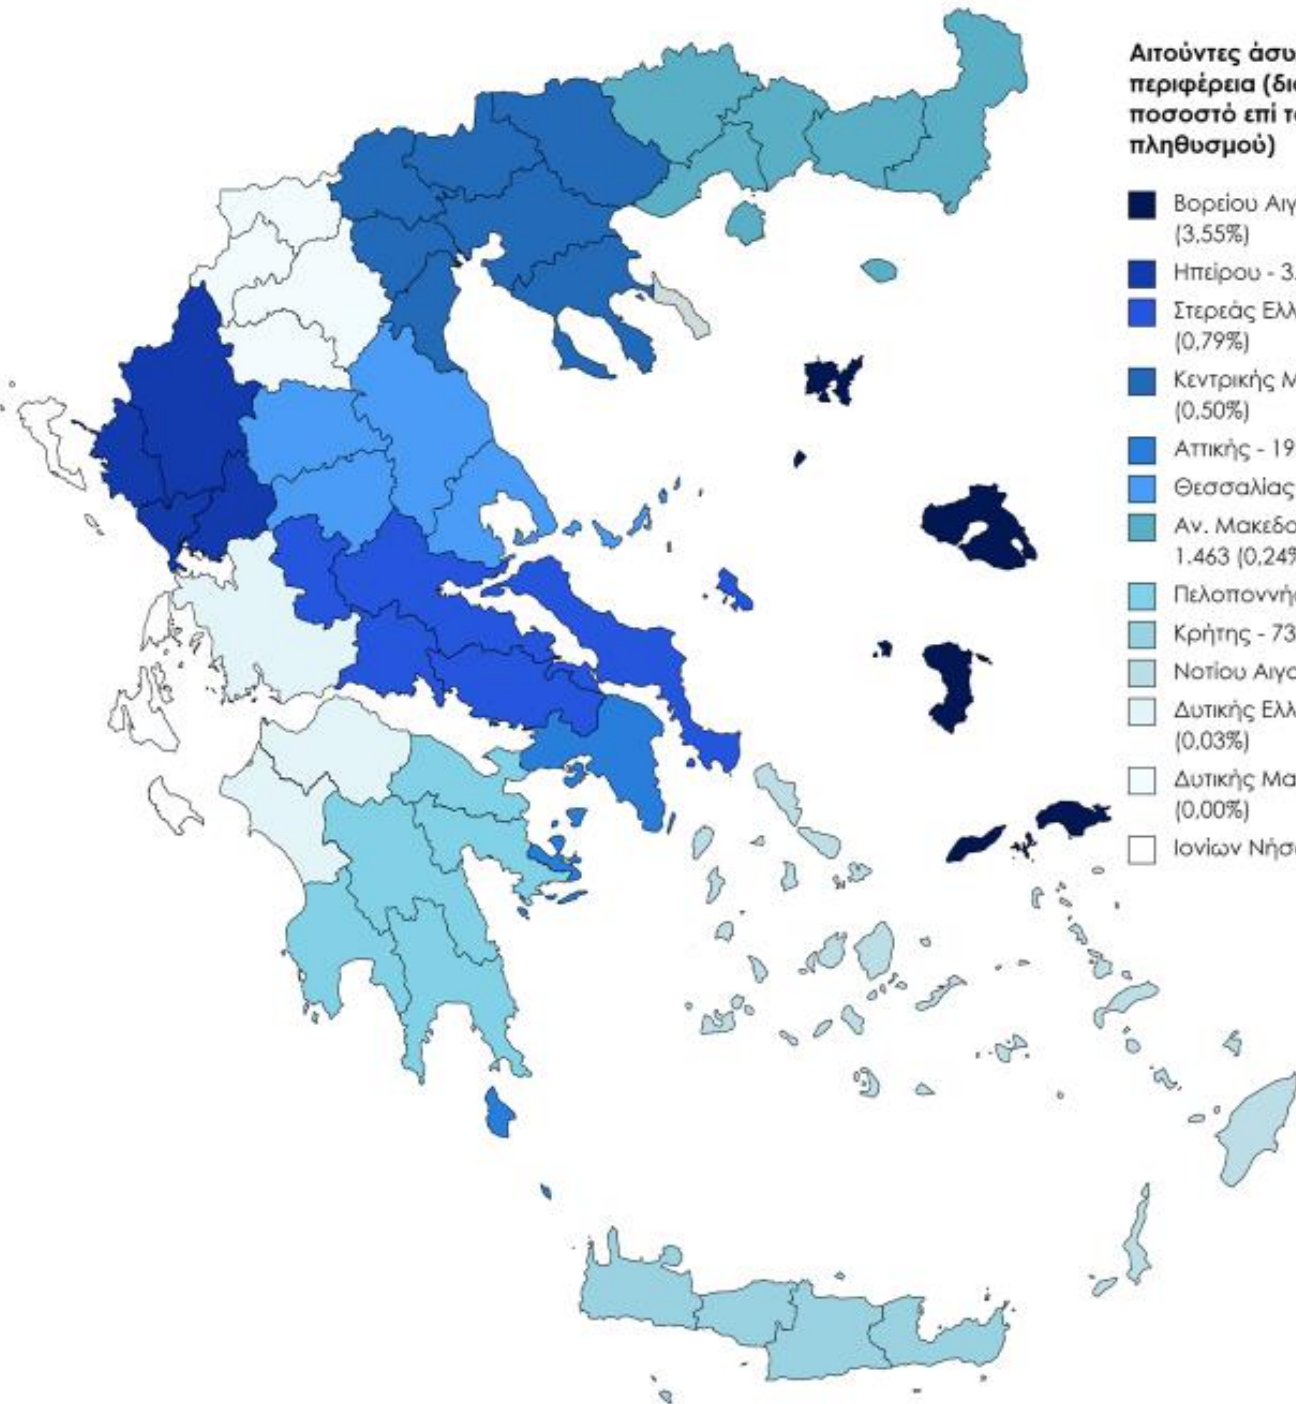 Αιτούντες άσυ
περιφέρεια (δια
ποσοστό επί το
πληθυσμού)
Βορείου Αιγ
(3.55%)
Ηπείρου - 3.
Στερεάς Ελλ
(0,79%)
Κεντρικής Μ
(0.50%)
Αττικής - 19
Θεσσαλίας
Αν. Μακεδο
1.463 (0,24%
Πελοποννήσ
Κρήτης - 73
Νοτίου Αιγα
Δυτικής Ελλ
(0.03%)
Δυτικής Μα
(0.00%)
Ιονίων Νήσω